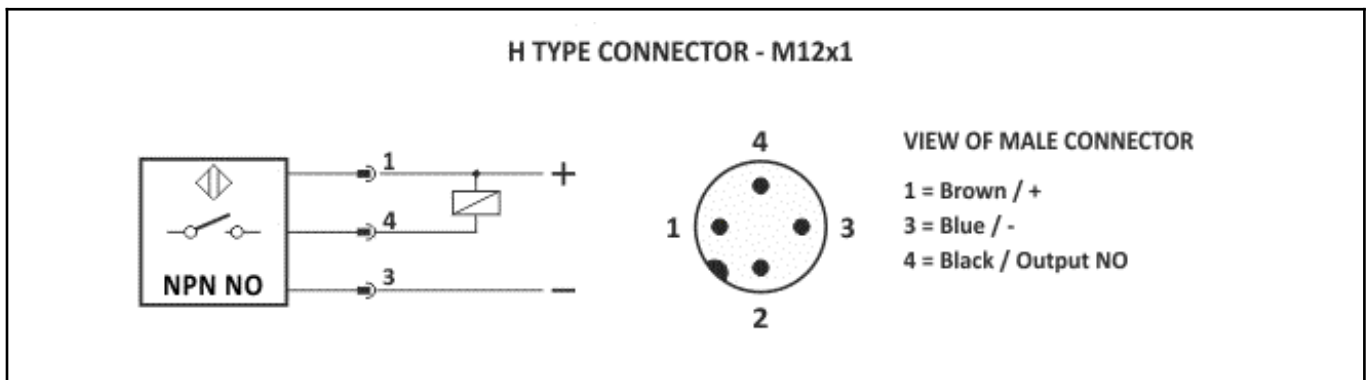 H TYPE CONNECTOR - M12x1
1
+
4
NPN NO
3
−
4
1
3
2
VIEW OF MALE CONNECTOR
1 = Brown / +
3 = Blue / -
4 = Black / Output NO